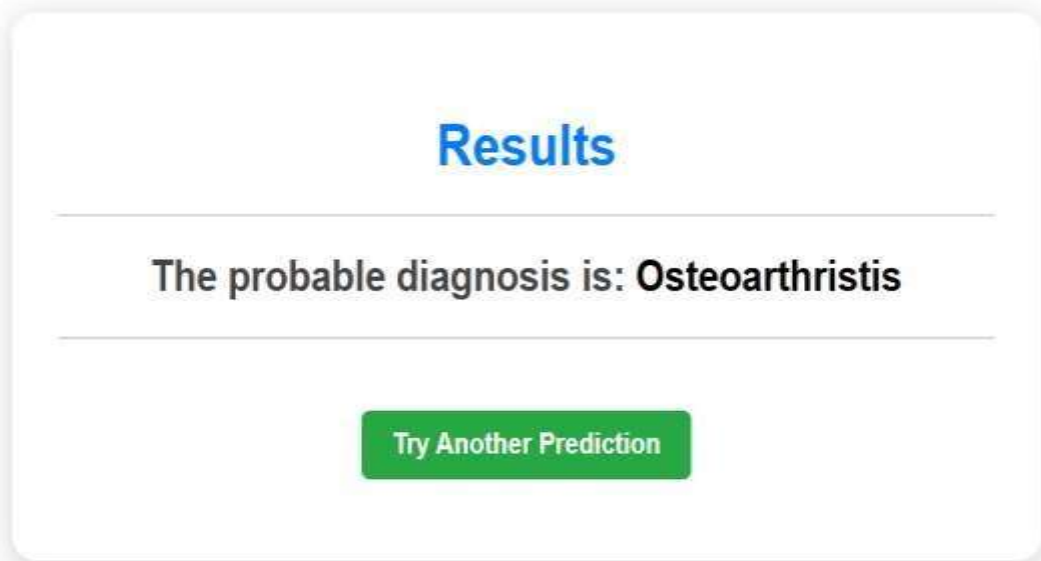 Results
The probable diagnosis is: Osteoarthristis
Try Another Prediction